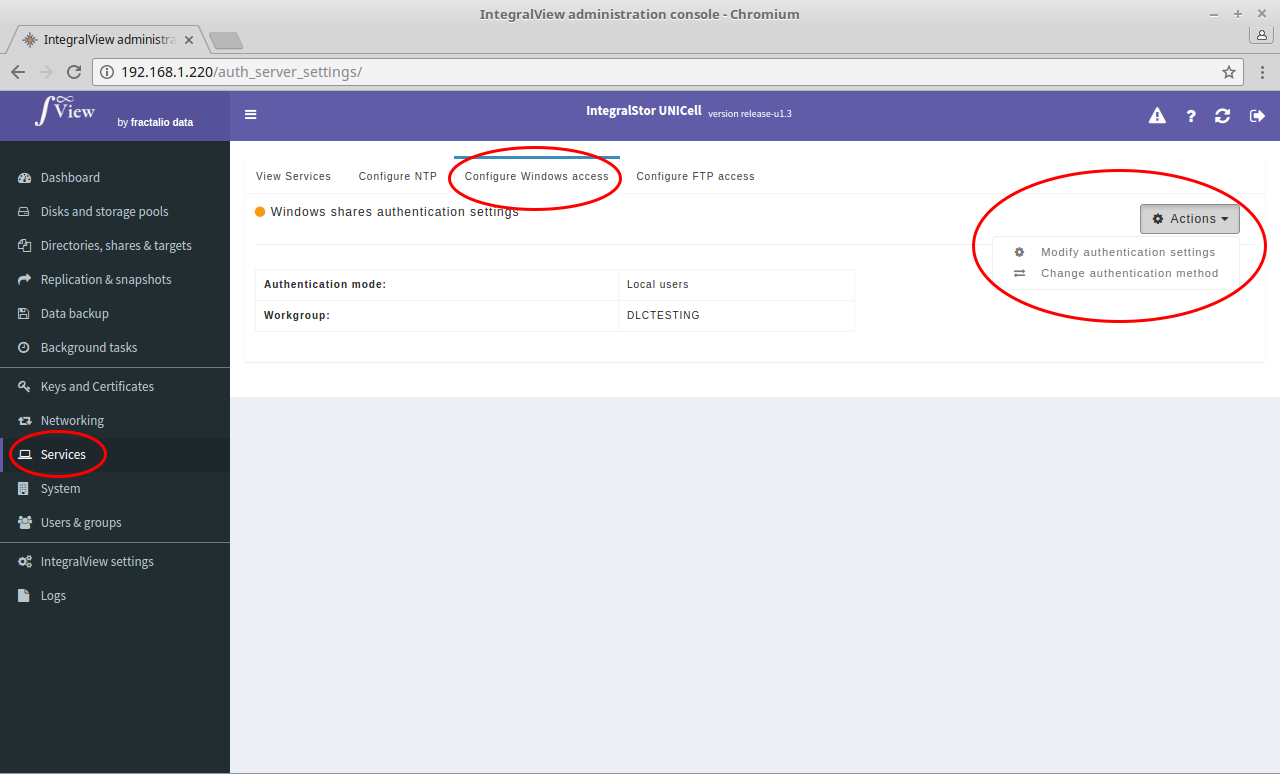 IntegralView administration console - Chromium
IntegralView administra
192.168.1.220/auth_server_settings/
View by fractalio data
IntegralStor UNICell version release-u1.3
Dashboard
Disks and storage pools
Directories, shares & targets
Replication & snapshots
Data backup
Background tasks
Keys and Certificates
Networking
Services
System
Users & groups
IntegralView settings
Logs
View Services Configure NTP Configure Windows access Configure FTP access
Windows shares authentication settings
Actions
Modify authentication settings
Change authentication method
Authentication mode: Local users
Workgroup: DLCTESTING